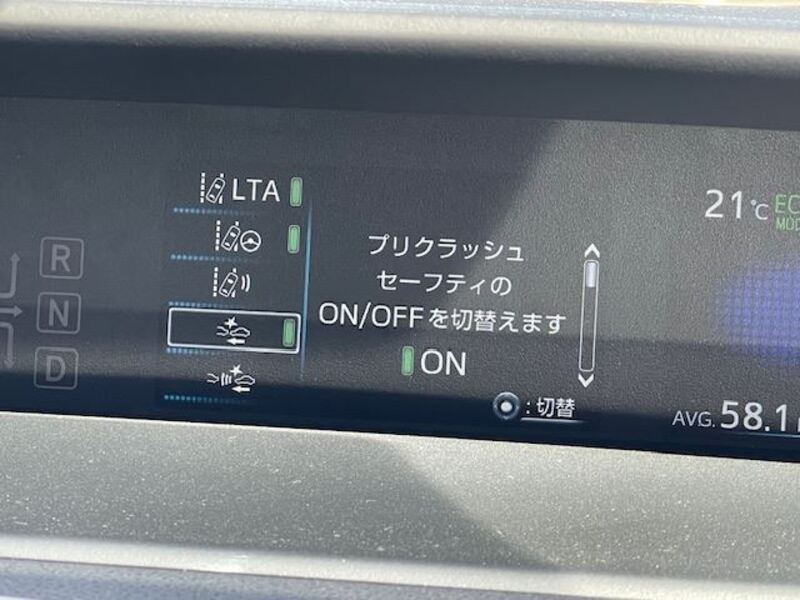 LTA
R
N
D
プリクラッシュ
セーフティの
ON/OFFを切替えます
ON
:切替
21℃
AVG. 58.1